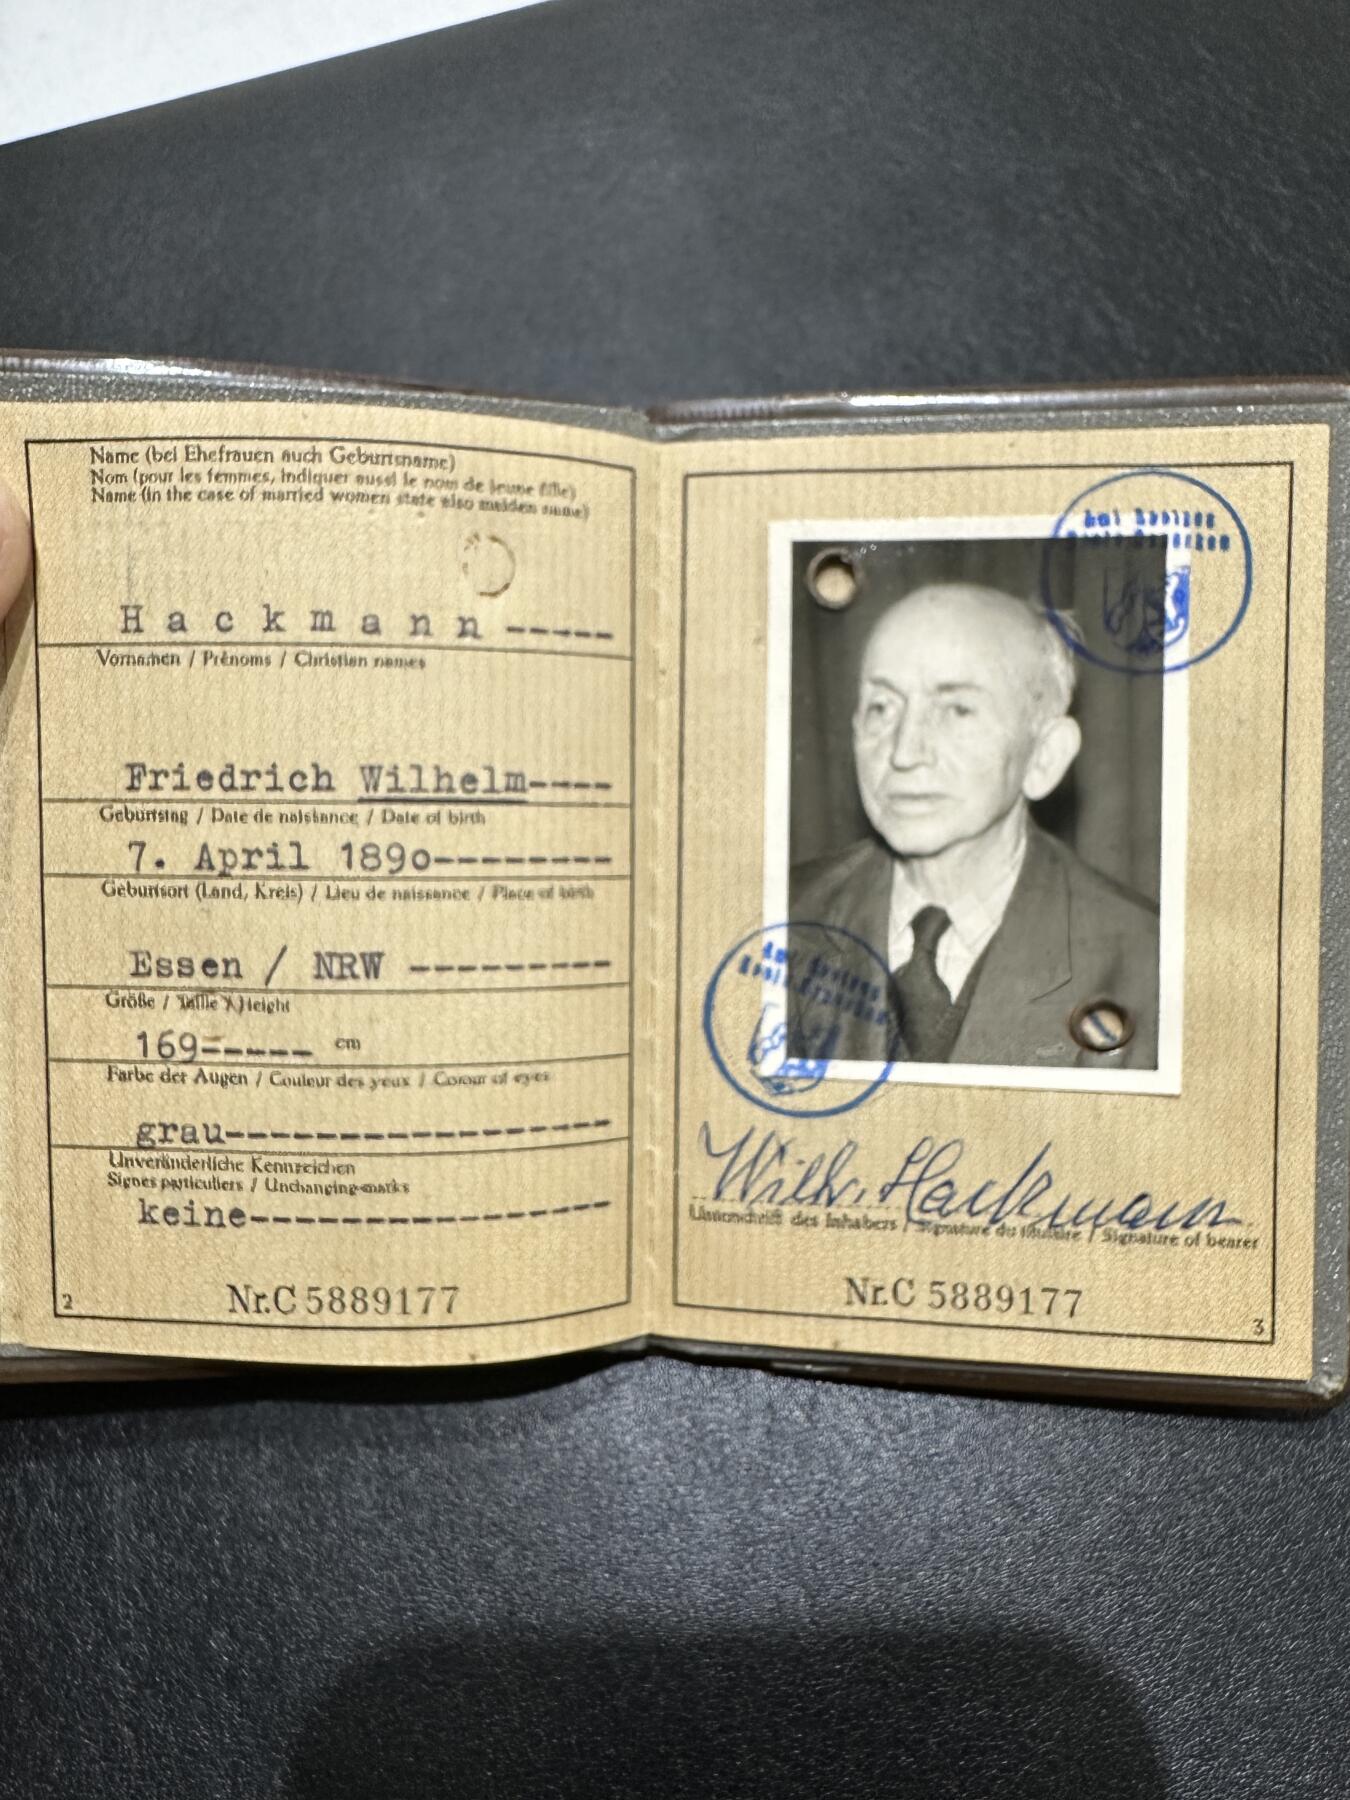 Name (bei Ehefrauen auch Geburtsname)
Nom (pour les femmes, indiquer aussi le nom de jeune fille)
Name (in the case of married women state also maiden name)
Hackmann-----
Vornamen / Prénoms / Christian names
Friedrich Wilhelm----
Geburtstag / Date de naissance / Date of birth
7. April 189o---------
Geburtsort (Land, Kreis) / Lieu de naissance / Place of birth
Essen / NRW ----------
Größe / Taille / Height
169------ cm
Farbe der Augen / Couleur des yeux / Colour of eyes
grau------------------
Unveränderliche Kennzeichen
Signes particuliers / Unchanging marks
keine-----------------
Nr. C 5889177
2
Amt
Wilh. Hackmann
Unterschrift des Inhabers / Signature du titulaire / Signature of bearer
Nr. C 5889177
3